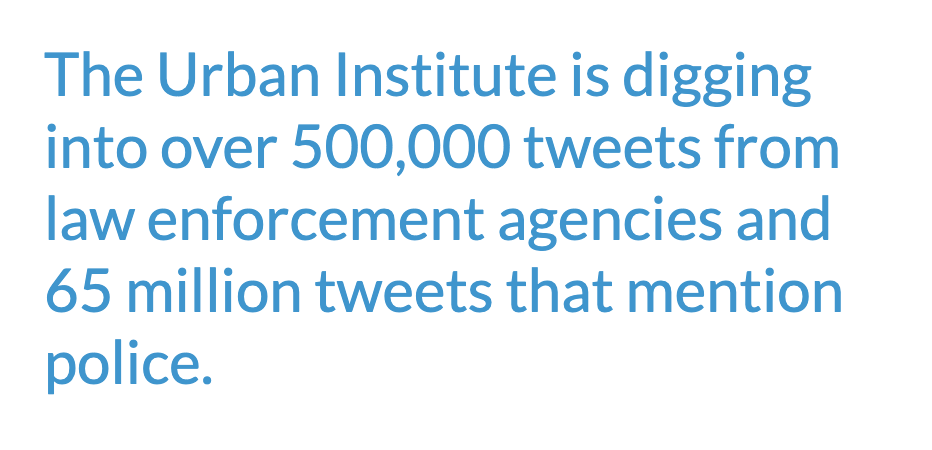 The Urban Institute is digging
into over 500,000 tweets from
law enforcement agencies and
65 million tweets that mention
police.